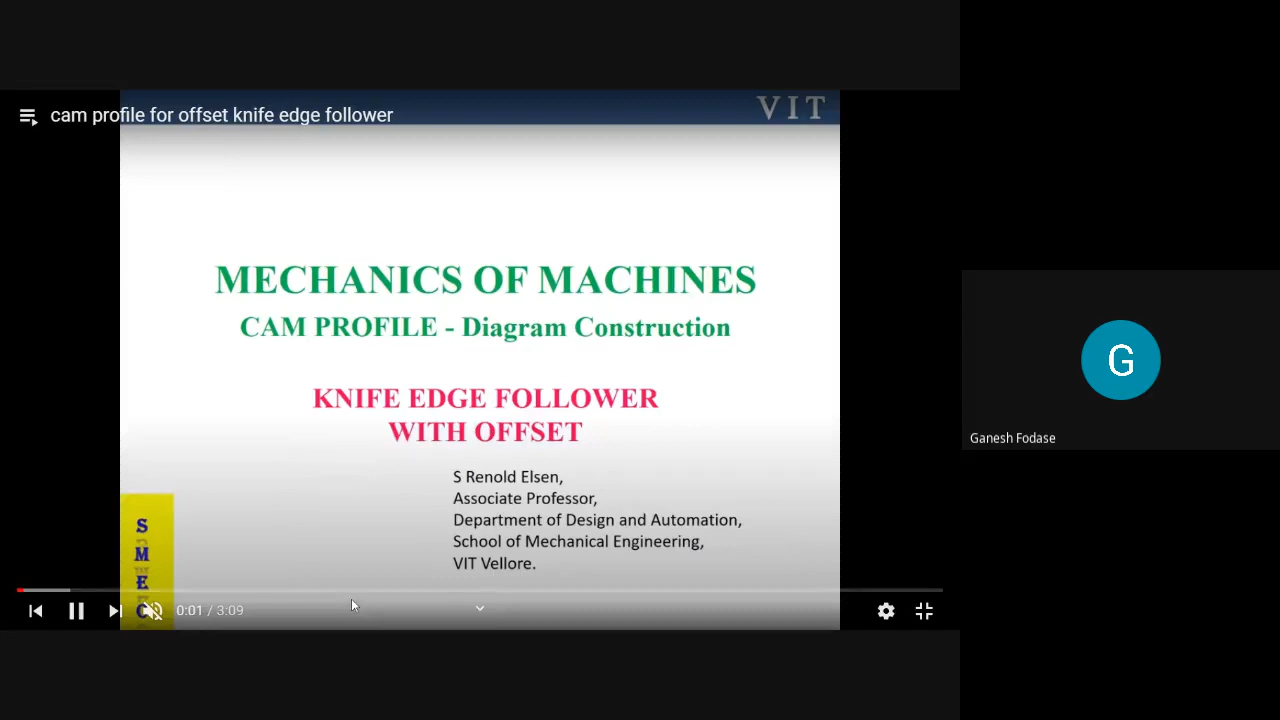 cam profile for offset knife edge follower
VIT
MECHANICS OF MACHINES
CAM PROFILE - Diagram Construction
KNIFE EDGE FOLLOWER
WITH OFFSET
S Renold Elsen,
Associate Professor,
Department of Design and Automation,
School of Mechanical Engineering,
VIT Vellore.
S
M
E
C
0:01 / 3:09
G
Ganesh Fodase